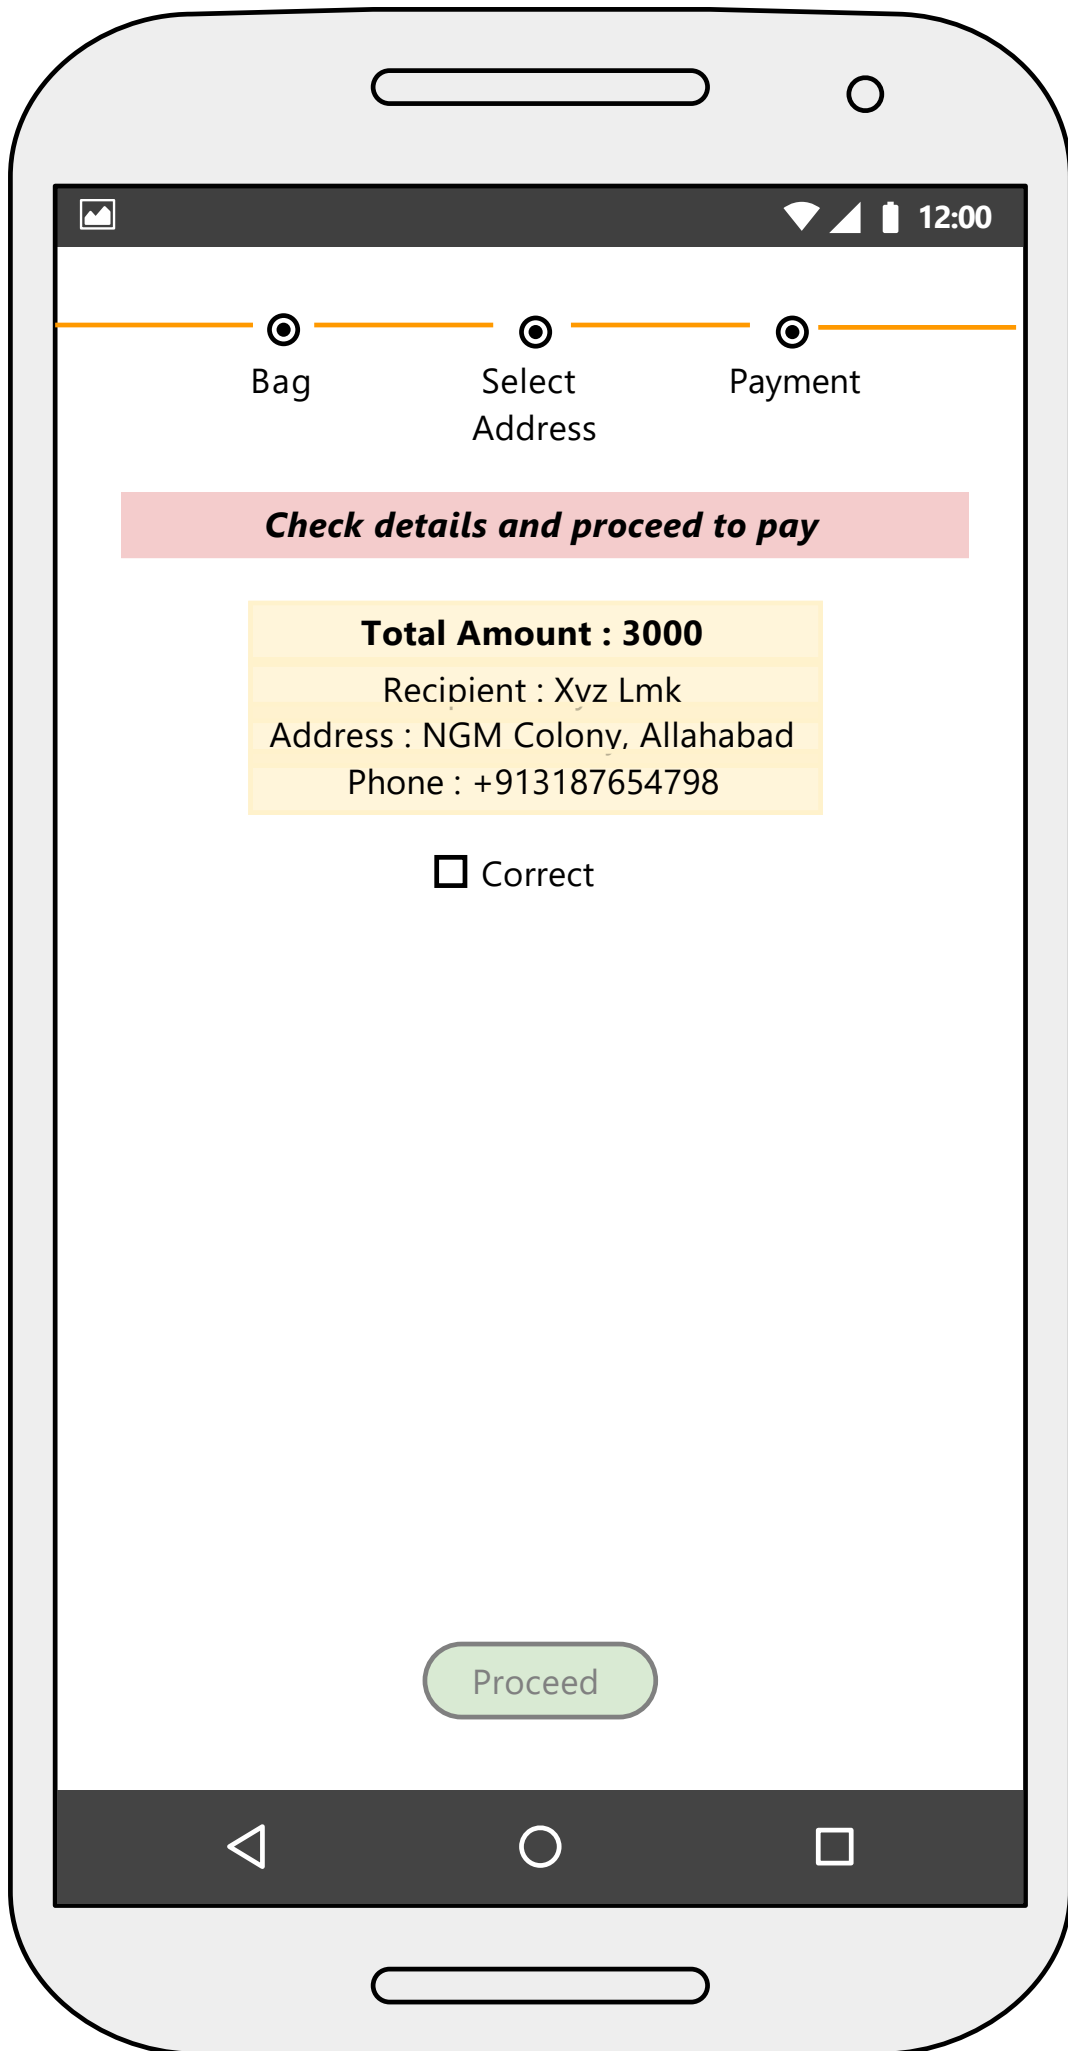 12:00
Bag
Select
Address
Payment
Check details and proceed to pay
Total Amount : 3000
Recipient : Xyz Lmk
Address : NGM Colony, Allahabad
Phone : +913187654798
Correct
Proceed